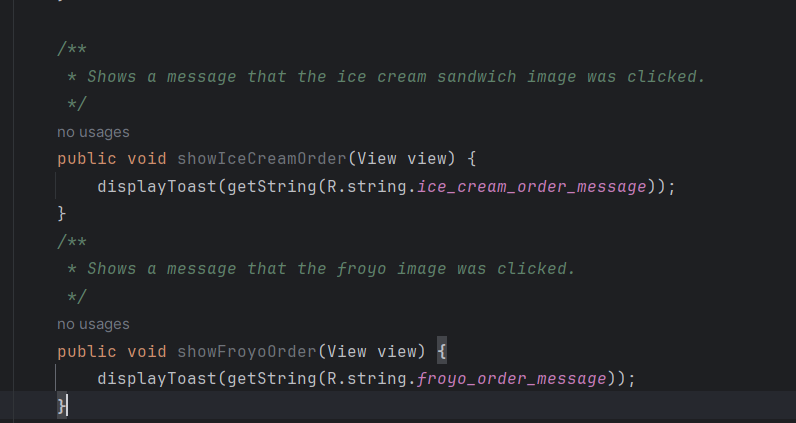 /**
* Shows a message that the ice cream sandwich image was clicked.
*/
no usages
public void showIceCreamOrder(View view) {
displayToast(getString(R.string.ice_cream_order_message));
}
/**
* Shows a message that the froyo image was clicked.
*/
no usages
public void showFroyoOrder(View view) {
displayToast(getString(R.string.froyo_order_message));
}